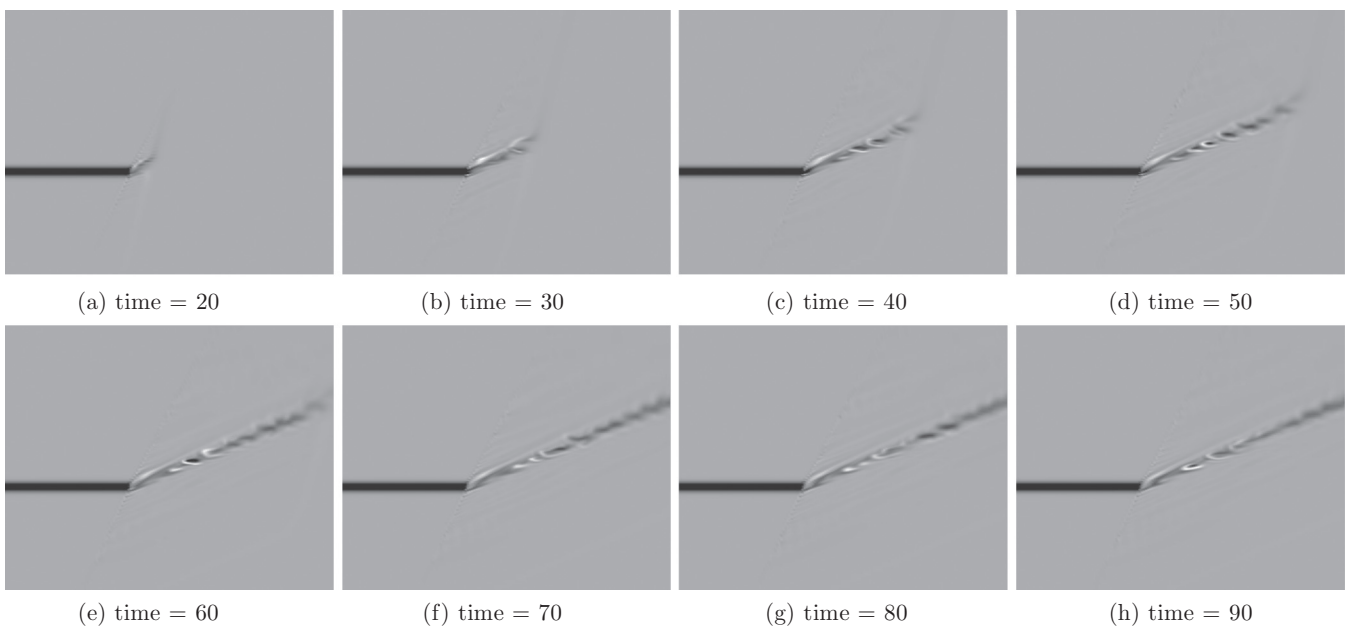 (a) time = 20
(b) time = 30
(c) time = 40
(d) time = 50
(e) time = 60
(f) time = 70
(g) time = 80
(h) time = 90